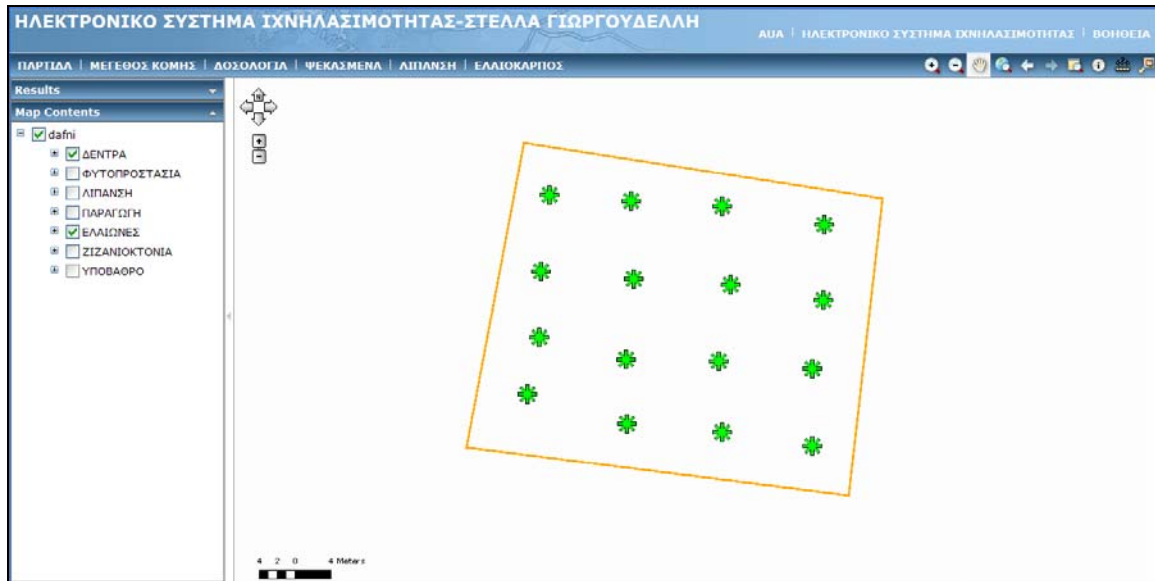 ΗΛΕΚΤΡΟΝΙΚΟ ΣΥΣΤΗΜΑ ΙΧΝΗΛΑΣΙΜΟΤΗΤΑΣ-ΣΤΕΛΛΑ ΓΙΩΡΓΟΥΔΕΛΛΗ
AUA | ΗΛΕΚΤΡΟΝΙΚΟ ΣΥΣΤΗΜΑ ΙΧΝΗΛΑΣΙΜΟΤΗΤΑΣ | ΒΟΗΘΕΙΑ
ΠΑΡΤΙΔΑ | ΜΕΓΕΘΟΣ ΚΟΜΗΣ | ΔΟΣΟΛΟΓΙΑ | ΨΕΚΑΣΜΕΝΑ | ΛΙΠΑΝΣΗ | ΕΛΑΙΟΚΑΡΠΟΣ
Results
Map Contents
dafni
ΔΕΝΤΡΑ
ΦΥΤΟΠΡΟΣΤΑΣΙΑ
ΛΙΠΑΝΣΗ
ΠΑΡΑΓΩΓΗ
ΕΛΑΙΩΝΕΣ
ΖΙΖΑΝΙΟΚΤΟΝΙΑ
ΥΠΟΒΑΘΡΟ
N
4 2 0 4 Meters